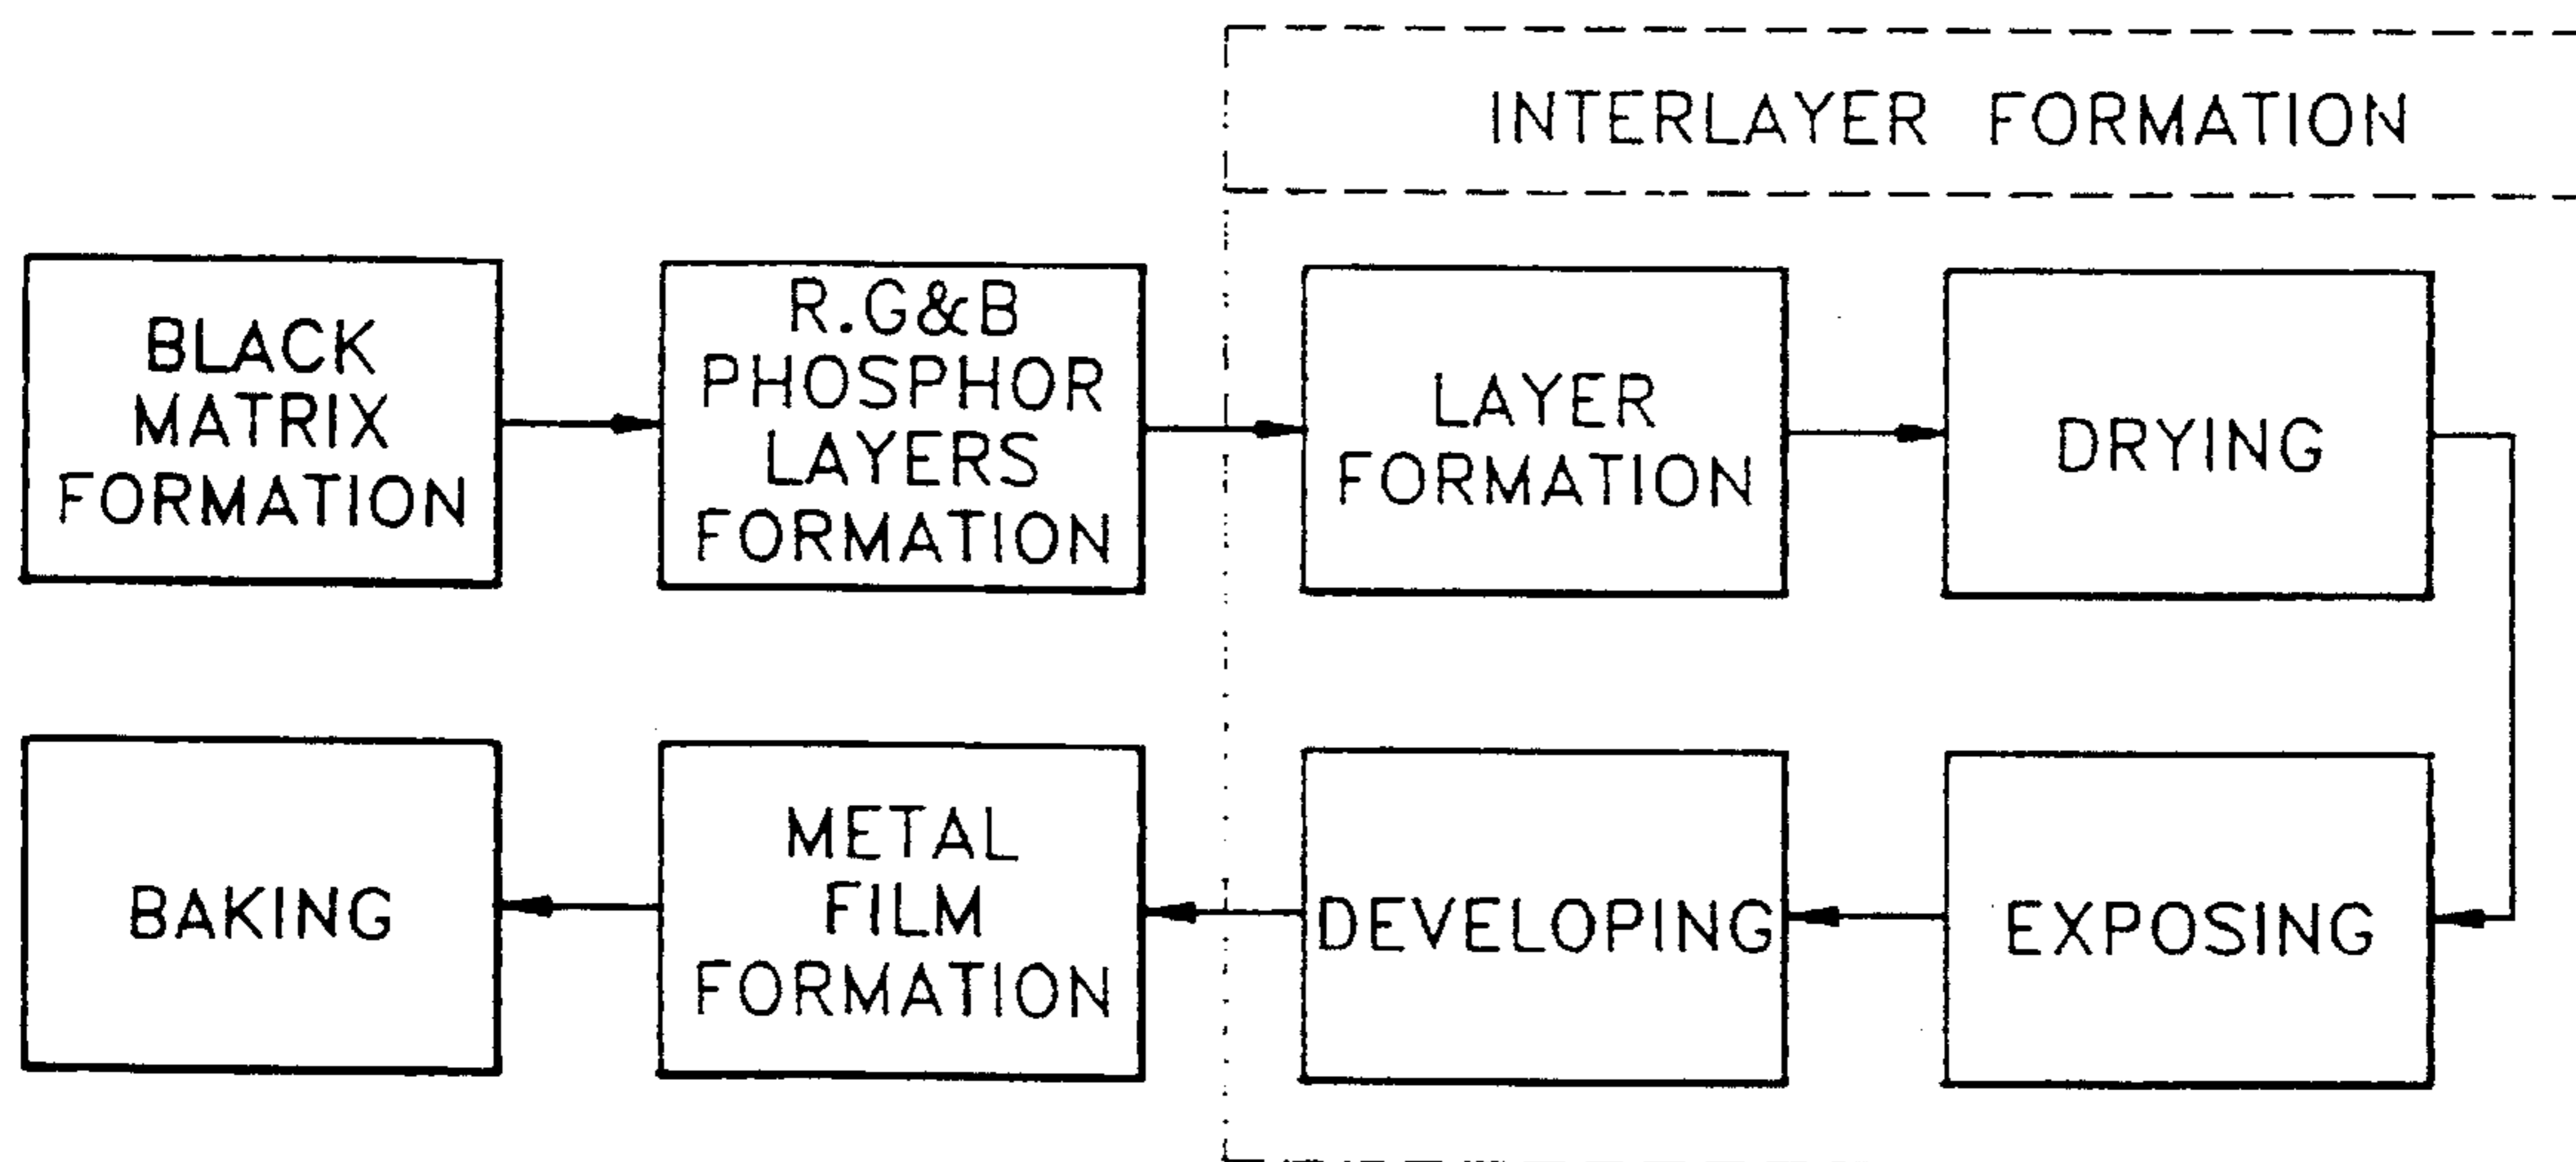 INTERLAYER FORMATION
BLACK
MATRIX
FORMATION
R.G&B
PHOSPHOR
LAYERS
FORMATION
LAYER
FORMATION
DRYING
EXPOSING
DEVELOPING
METAL
FILM
FORMATION
BAKING